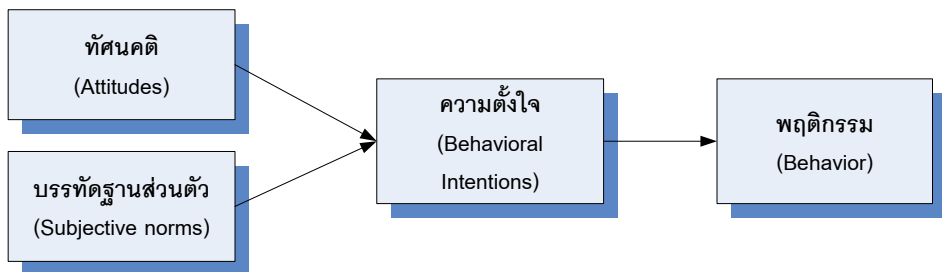 ทัศนคติ
(Attitudes)
บรรทัดฐานส่วนตัว
(Subjective norms)
ความตั้งใจ
(Behavioral
Intentions)
พฤติกรรม
(Behavior)